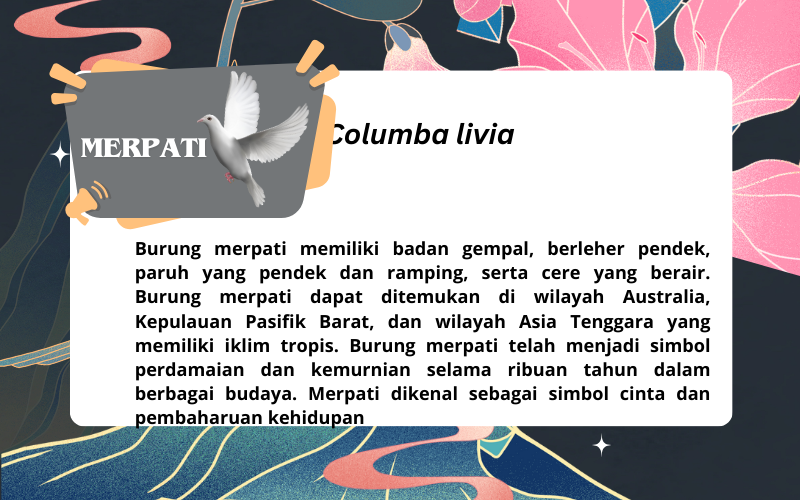 MERPATI
Columba livia
Burung merpati memiliki badan gempal, berleher pendek,
paruh yang pendek dan ramping, serta cere yang berair.
Burung merpati dapat ditemukan di wilayah Australia,
Kepulauan Pasifik Barat, dan wilayah Asia Tenggara yang
memiliki iklim tropis. Burung merpati telah menjadi simbol
perdamaian dan kemurnian selama ribuan tahun dalam
berbagai budaya. Merpati dikenal sebagai simbol cinta dan
pembaharuan kehidupan